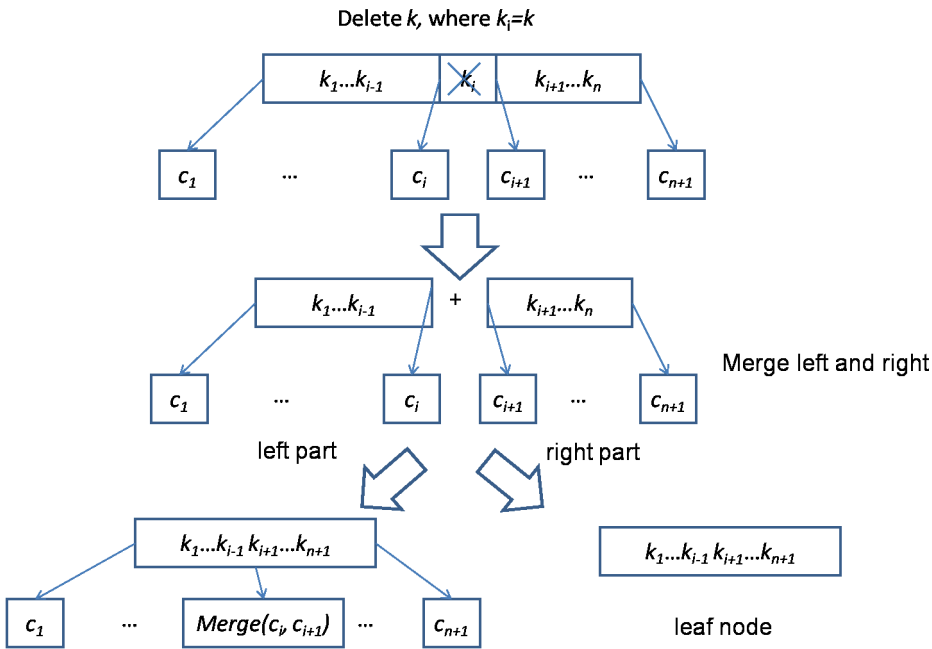 Delete k, where kᵢ=k
k₁...kᵢ₋₁ kᵢ kᵢ₊₁...kₙ
c₁ ... cᵢ cᵢ₊₁ ... cₙ₊₁
k₁...kᵢ₋₁ + kᵢ₊₁...kₙ
Merge left and right
c₁ ... cᵢ cᵢ₊₁ ... cₙ₊₁
left part right part
k₁...kᵢ₋₁ kᵢ₊₁...kₙ₊₁
k₁...kᵢ₋₁ kᵢ₊₁...kₙ₊₁
c₁ ... Merge(cᵢ, cᵢ₊₁) ... cₙ₊₁
leaf node